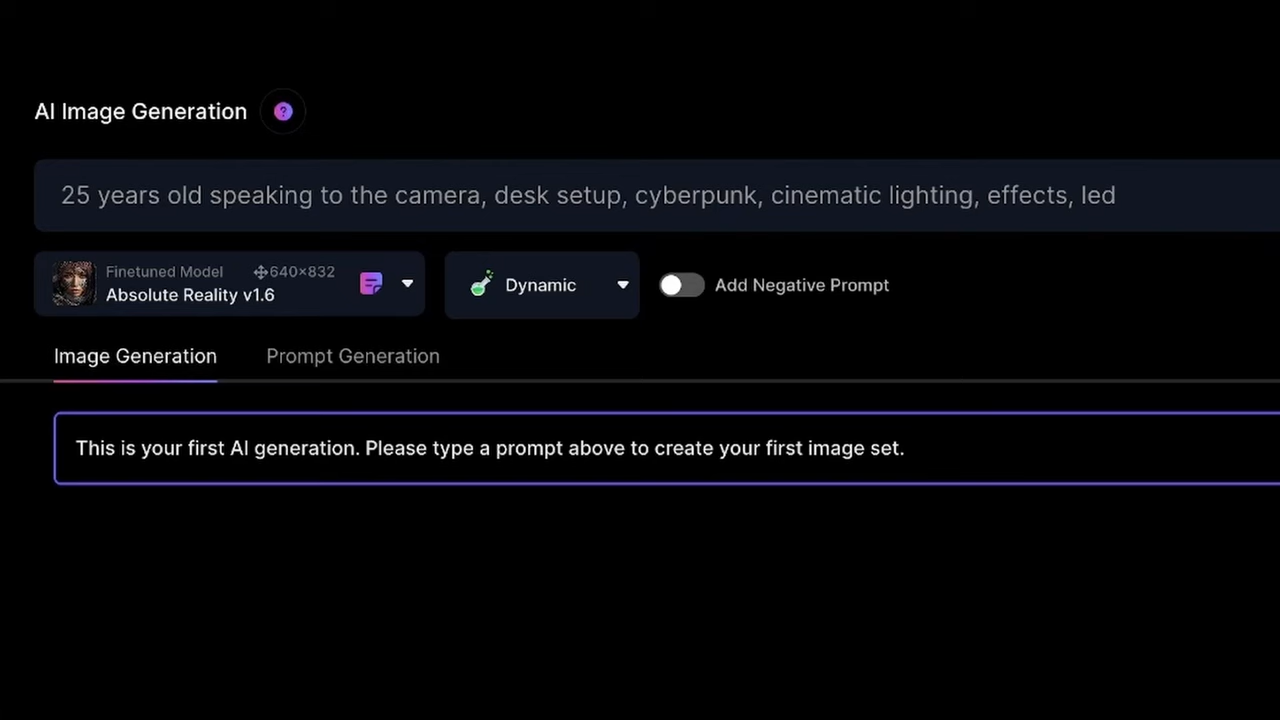 AI Image Generation
?
25 years old speaking to the camera, desk setup, cyberpunk, cinematic lighting, effects, led
Finetuned Model 640×832
Absolute Reality v1.6
Dynamic
Add Negative Prompt
Image Generation Prompt Generation
This is your first AI generation. Please type a prompt above to create your first image set.